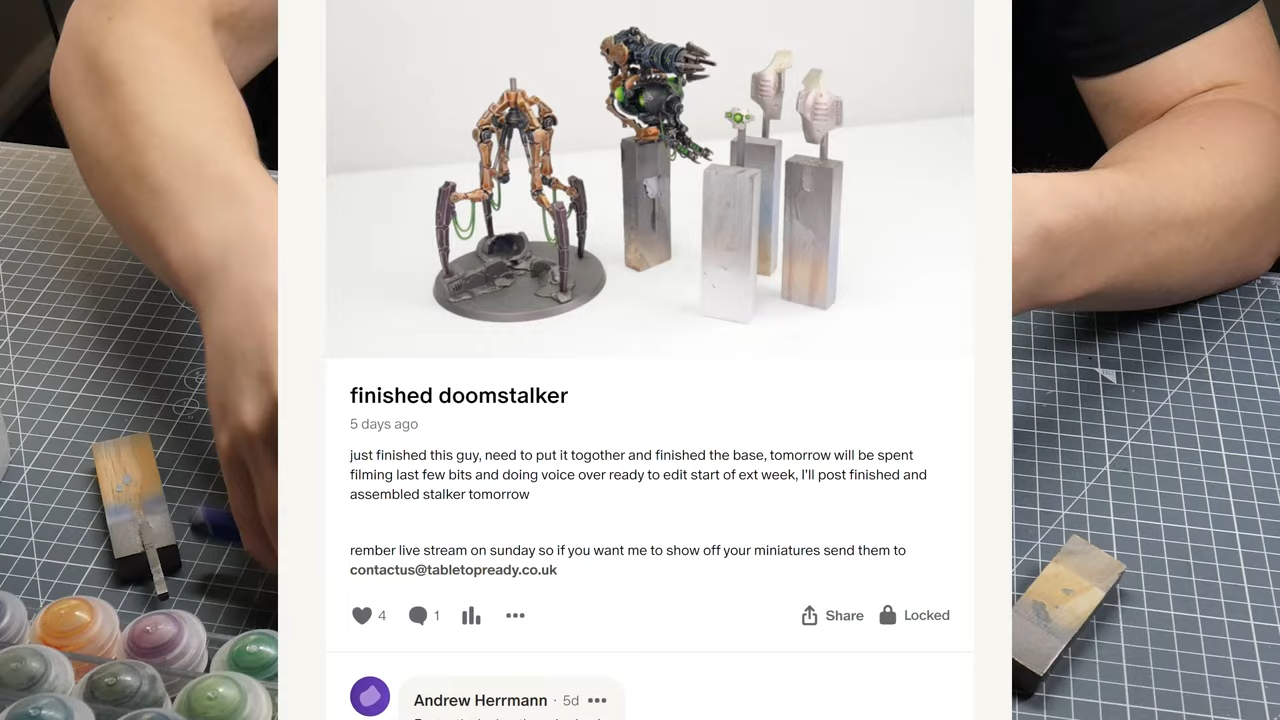 finished doomstalker
5 days ago
just finished this guy, need to put it togother and finished the base, tomorrow will be spent
filming last few bits and doing voice over ready to edit start of ext week, I'll post finished and
assembled stalker tomorrow
rember live stream on sunday so if you want me to show off your miniatures send them to
contactus@tabletopready.co.uk
4
1
Share
Locked
Andrew Herrmann · 5d